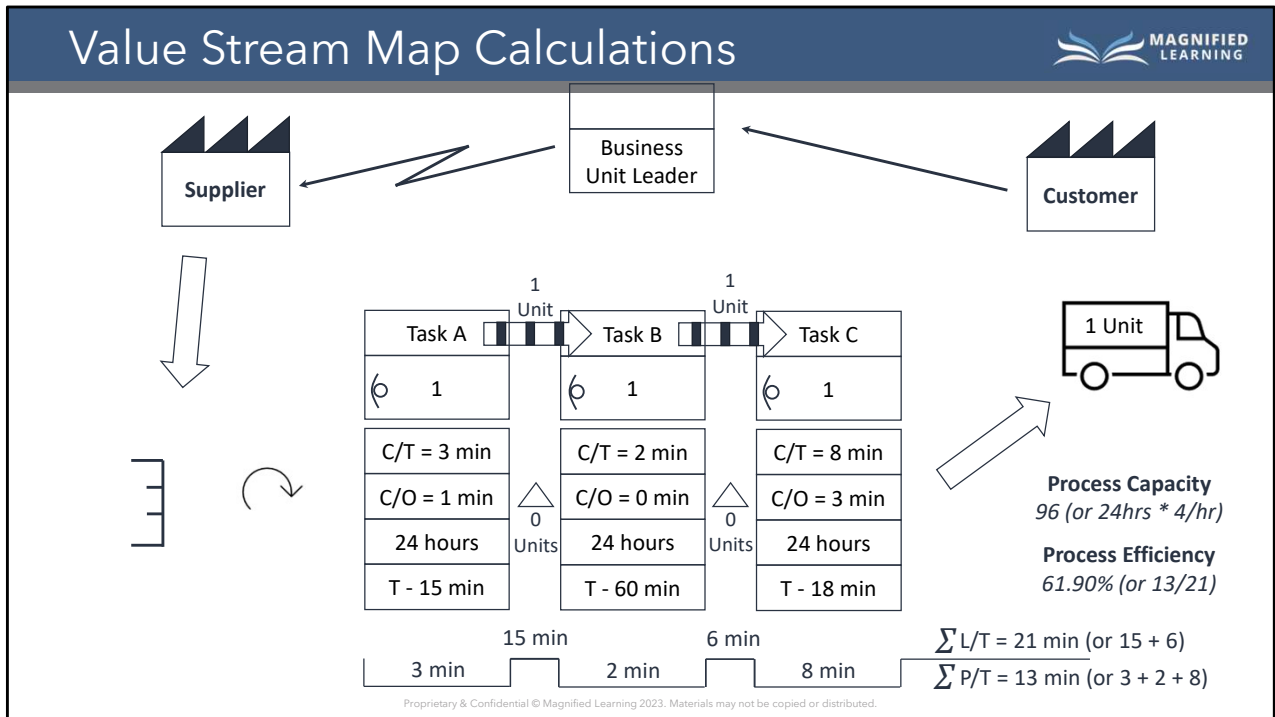 Value Stream Map Calculations
MAGNIFIED
LEARNING
Business
Unit Leader
Supplier
Customer
1
Unit
1
Unit
Task A
Task B
Task C
1 Unit
1
1
1
C/T = 3 min
C/T = 2 min
C/T = 8 min
C/O = 1 min
C/O = 0 min
C/O = 3 min
0
Units
0
Units
24 hours
24 hours
24 hours
T - 15 min
T - 60 min
T - 18 min
Process Capacity
96 (or 24hrs * 4/hr)
Process Efficiency
61.90% (or 13/21)
15 min
6 min
3 min
2 min
8 min
∑ L/T = 21 min (or 15 + 6)
∑ P/T = 13 min (or 3 + 2 + 8)
Proprietary & Confidential © Magnified Learning 2023. Materials may not be copied or distributed.